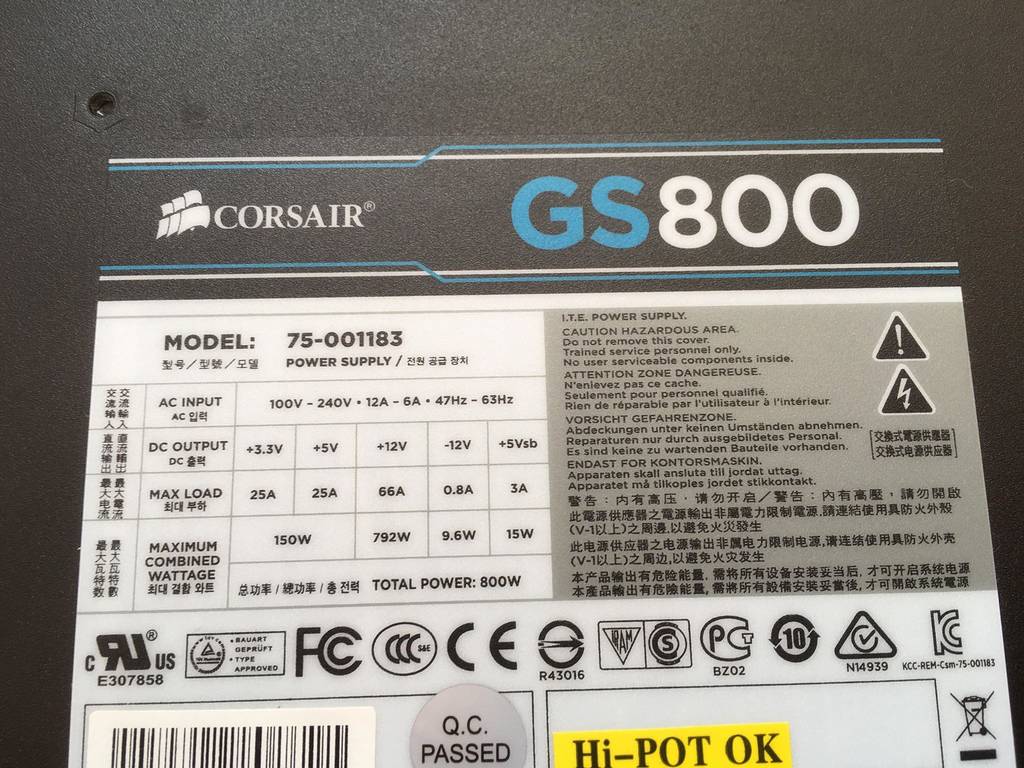 CORSAIR®
GS800
MODEL: 75-001183
型号／型號／모델 POWER SUPPLY / 전원 공급 장치
交流输入 交流輸入 AC INPUT 100V – 240V • 12A – 6A • 47Hz – 63Hz
AC 입력
直流输出 直流輸出 DC OUTPUT +3.3V +5V +12V -12V +5Vsb
DC 출력
最大电流 最大電流 MAX LOAD 25A 25A 66A 0.8A 3A
최대 부하
最大瓦特数 最大瓦特數 MAXIMUM COMBINED WATTAGE 150W 792W 9.6W 15W
최대 결합 와트 总功率 / 總功率 / 총 전력 TOTAL POWER: 800W
I.T.E. POWER SUPPLY.
CAUTION HAZARDOUS AREA.
Do not remove this cover.
Trained service personnel only.
No user serviceable components inside.
ATTENTION ZONE DANGEREUSE.
N'enlevez pas ce cache.
Seulement pour personnel qualifié.
Rien de réparable par l'utilisateur à l'intérieur.
VORSICHT GEFAHRENZONE.
Abdeckungen unter keinen Umständen abnehmen.
Reparaturen nur durch ausgebildetes Personal.
Es sind keine zu wartenden Bauteile vorhanden.
ENDAST FOR KONTORSMASKIN.
Apparaten skall ansluta till jordat uttag.
Apparatet må tilkoples jordet stikkontakt.
交換式電源供應器
交换式电源供应器
警告：内有高压，请勿开启／警告：內有高壓，請勿開啟
此電源供應器之電源輸出非屬電力限制電源,請連結使用具防火外殼
(V-1以上)之周邊,以避免火災發生
此电源供应器之电源输出非属电力限制电源,请连结使用具防火外壳
(V-1以上)之周边,以避免火灾发生
本产品输出有危险能量, 需将所有设备安装妥当后, 才可开启系统电源
本產品輸出有危險能量, 需將所有設備安裝妥當後, 才可開啟系統電源
c RU® US
E307858
• BAUART
GEPRÜFT
• TYPE
APPROVED
FC
CCC S&E
CE
R43016
IRAM
S
PCT
BZ02
10
N14939
KC
KCC-REM-Csm-75-001183
Q.C.
PASSED
Hi-POT OK